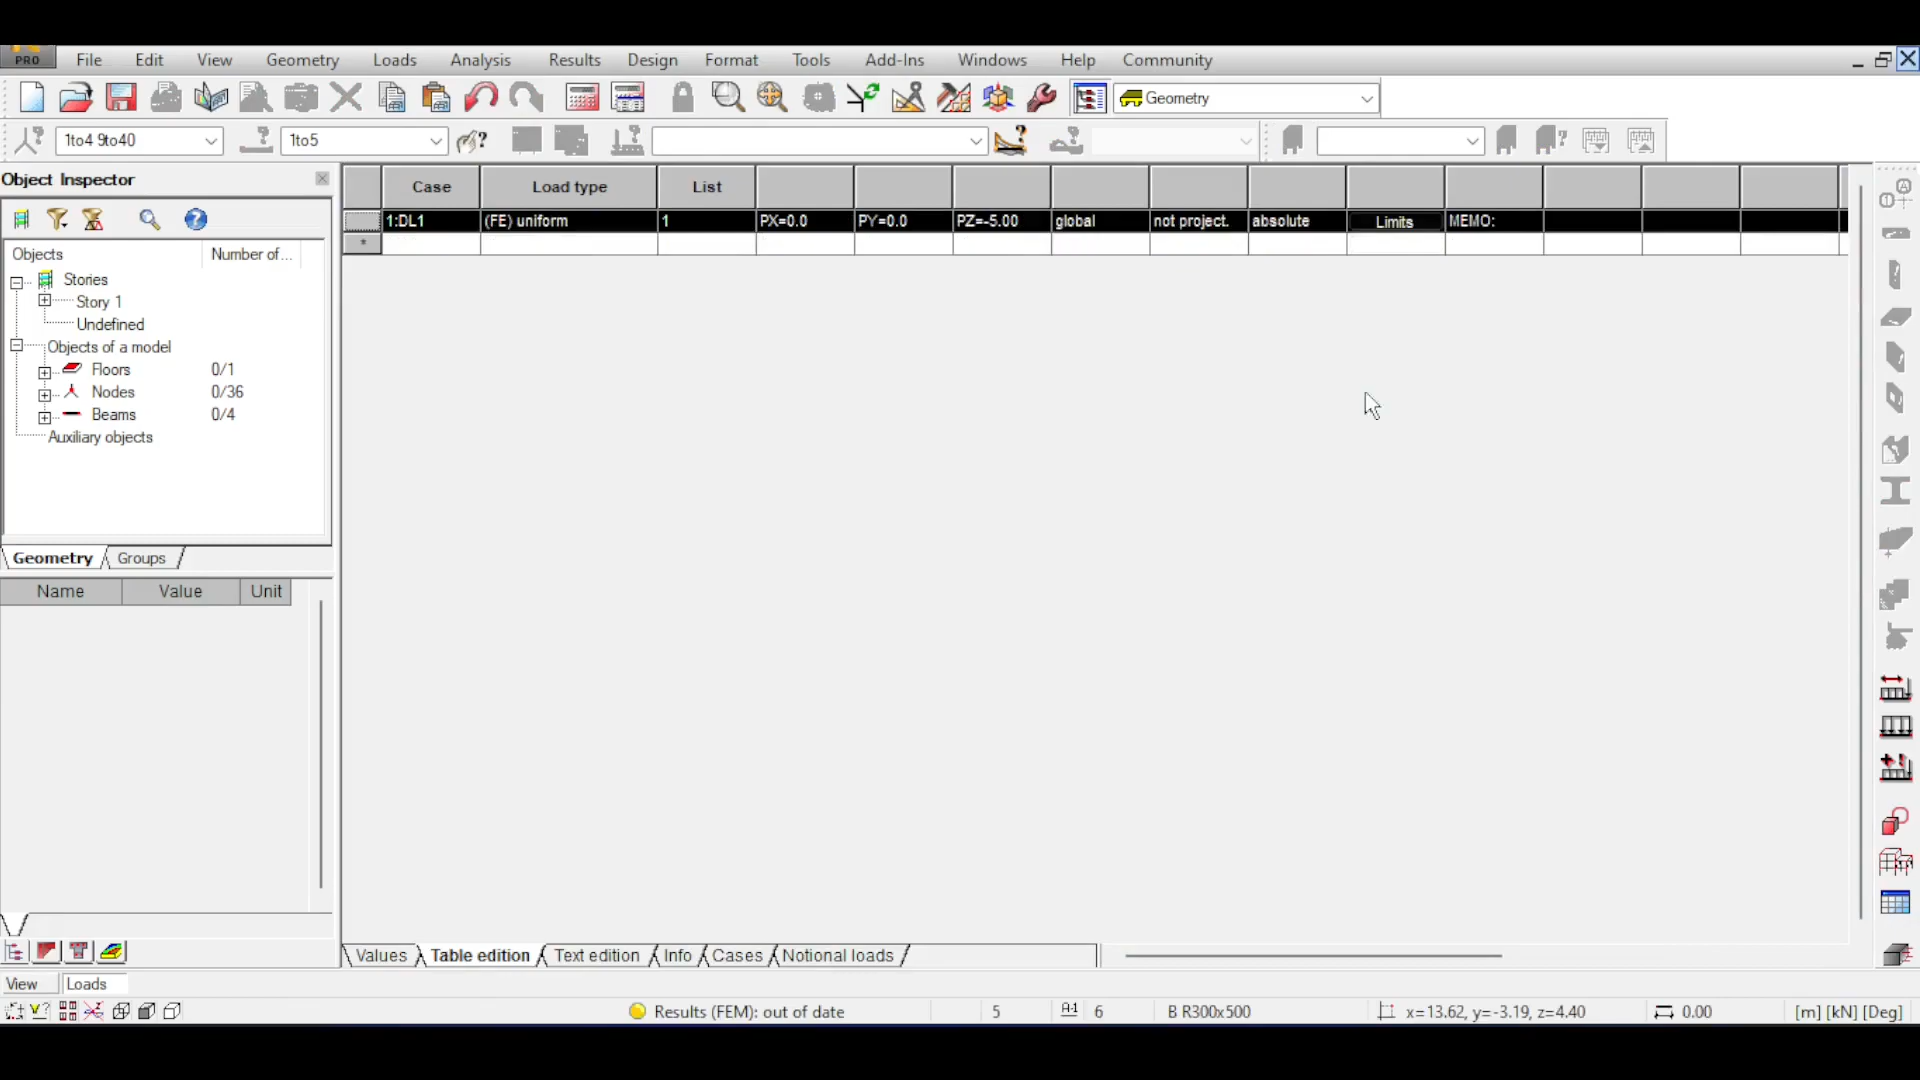 PRO File Edit View Geometry Loads Analysis Results Design Format Tools Add-Ins Windows Help Community
Geometry
1to4 9to40 1to5
Object Inspector
Case Load type List
1:DL1 (FE) uniform 1 PX=0.0 PY=0.0 PZ=-5.00 global not project. absolute Limits MEMO:
*
Objects Number of...
Stories
Story 1
Undefined
Objects of a model
Floors 0/1
Nodes 0/36
Beams 0/4
Auxiliary objects
Geometry Groups
Name Value Unit
Values Table edition Text edition Info Cases Notional loads
View Loads
Results (FEM): out of date 5 6 B R300x500 x=13.62, y=-3.19, z=4.40 0.00 [m] [kN] [Deg]